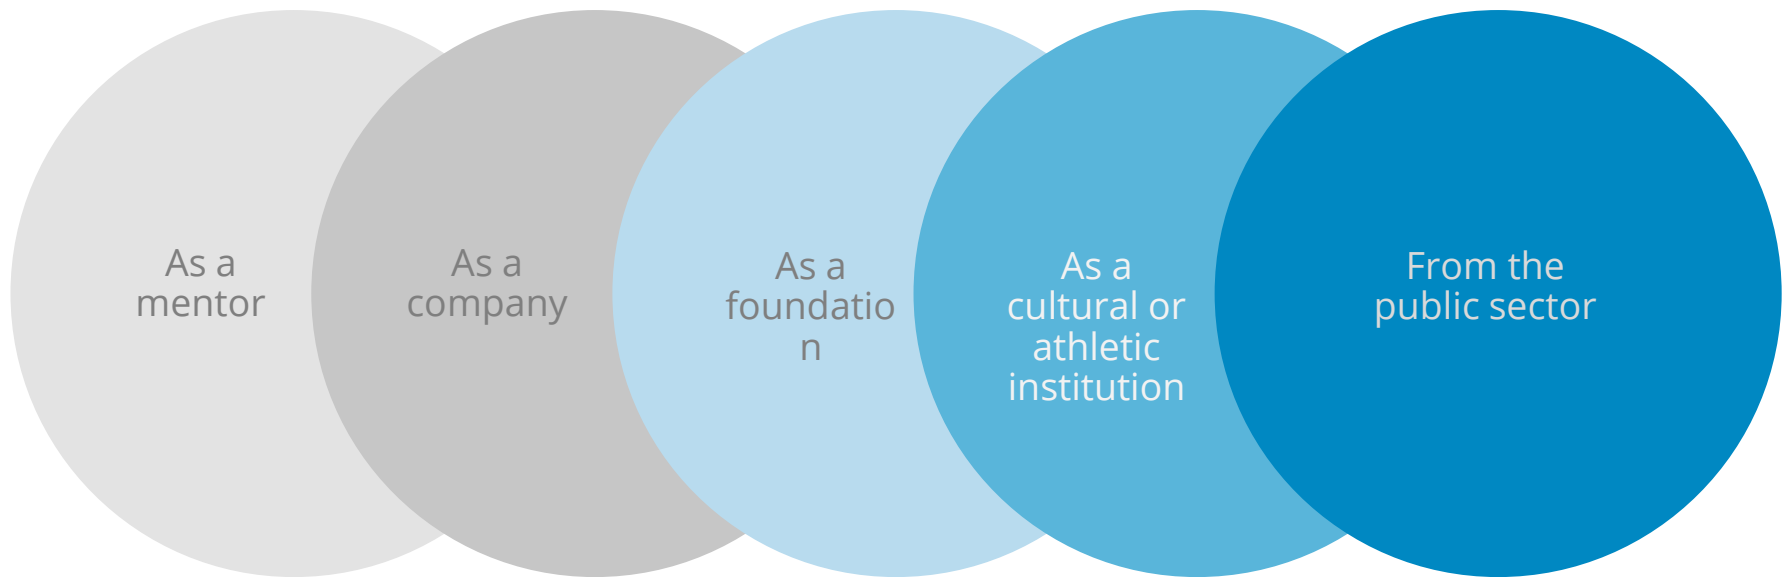 As a
mentor
As a
company
As a
foundatio
n
As a
cultural or
athletic
institution
From the
public sector